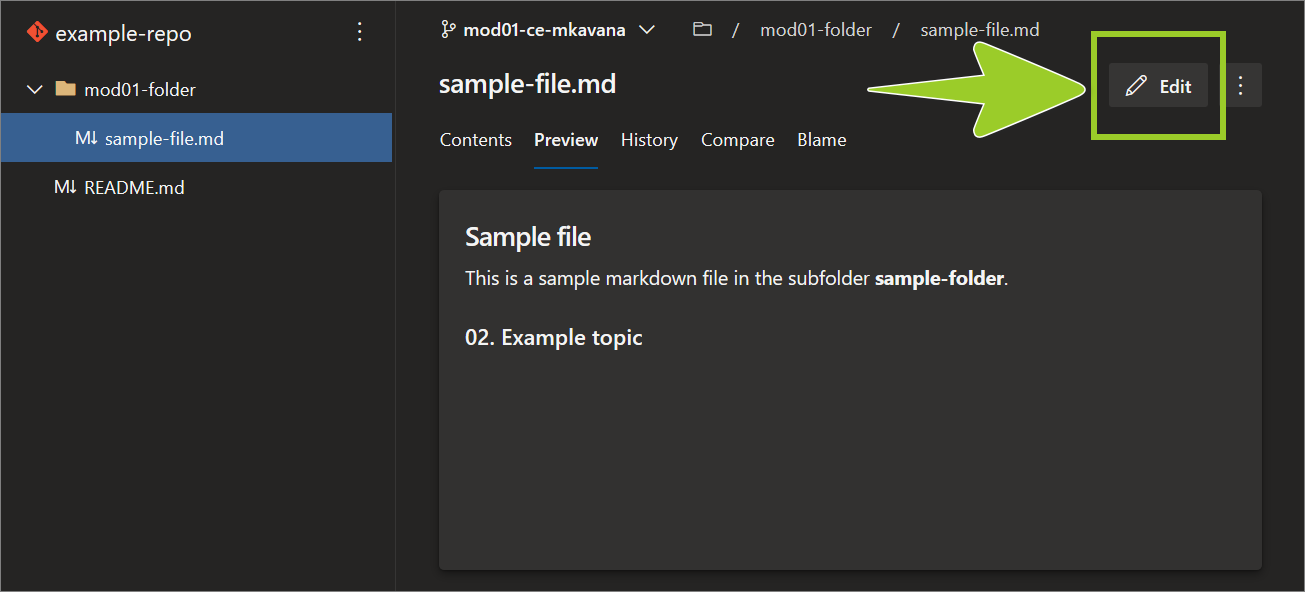 example-repo
mod01-folder
M↓ sample-file.md
M↓ README.md
mod01-ce-mkavana / mod01-folder / sample-file.md
sample-file.md
Edit
Contents Preview History Compare Blame
Sample file
This is a sample markdown file in the subfolder sample-folder.
02. Example topic